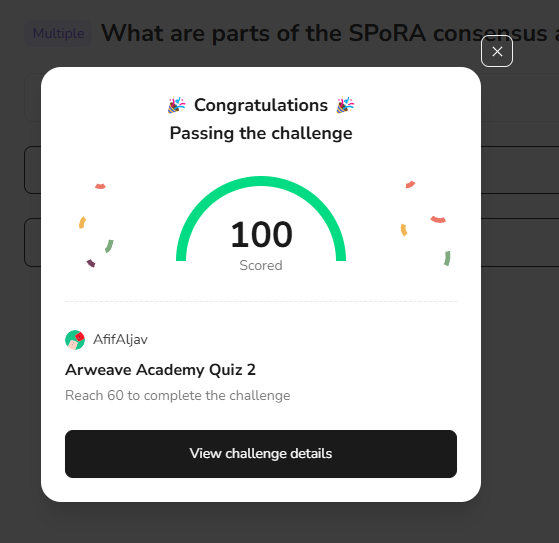 Multiple What are parts of the SPoRA consensus a
Congratulations
Passing the challenge
100
Scored
AfifAljav
Arweave Academy Quiz 2
Reach 60 to complete the challenge
View challenge details